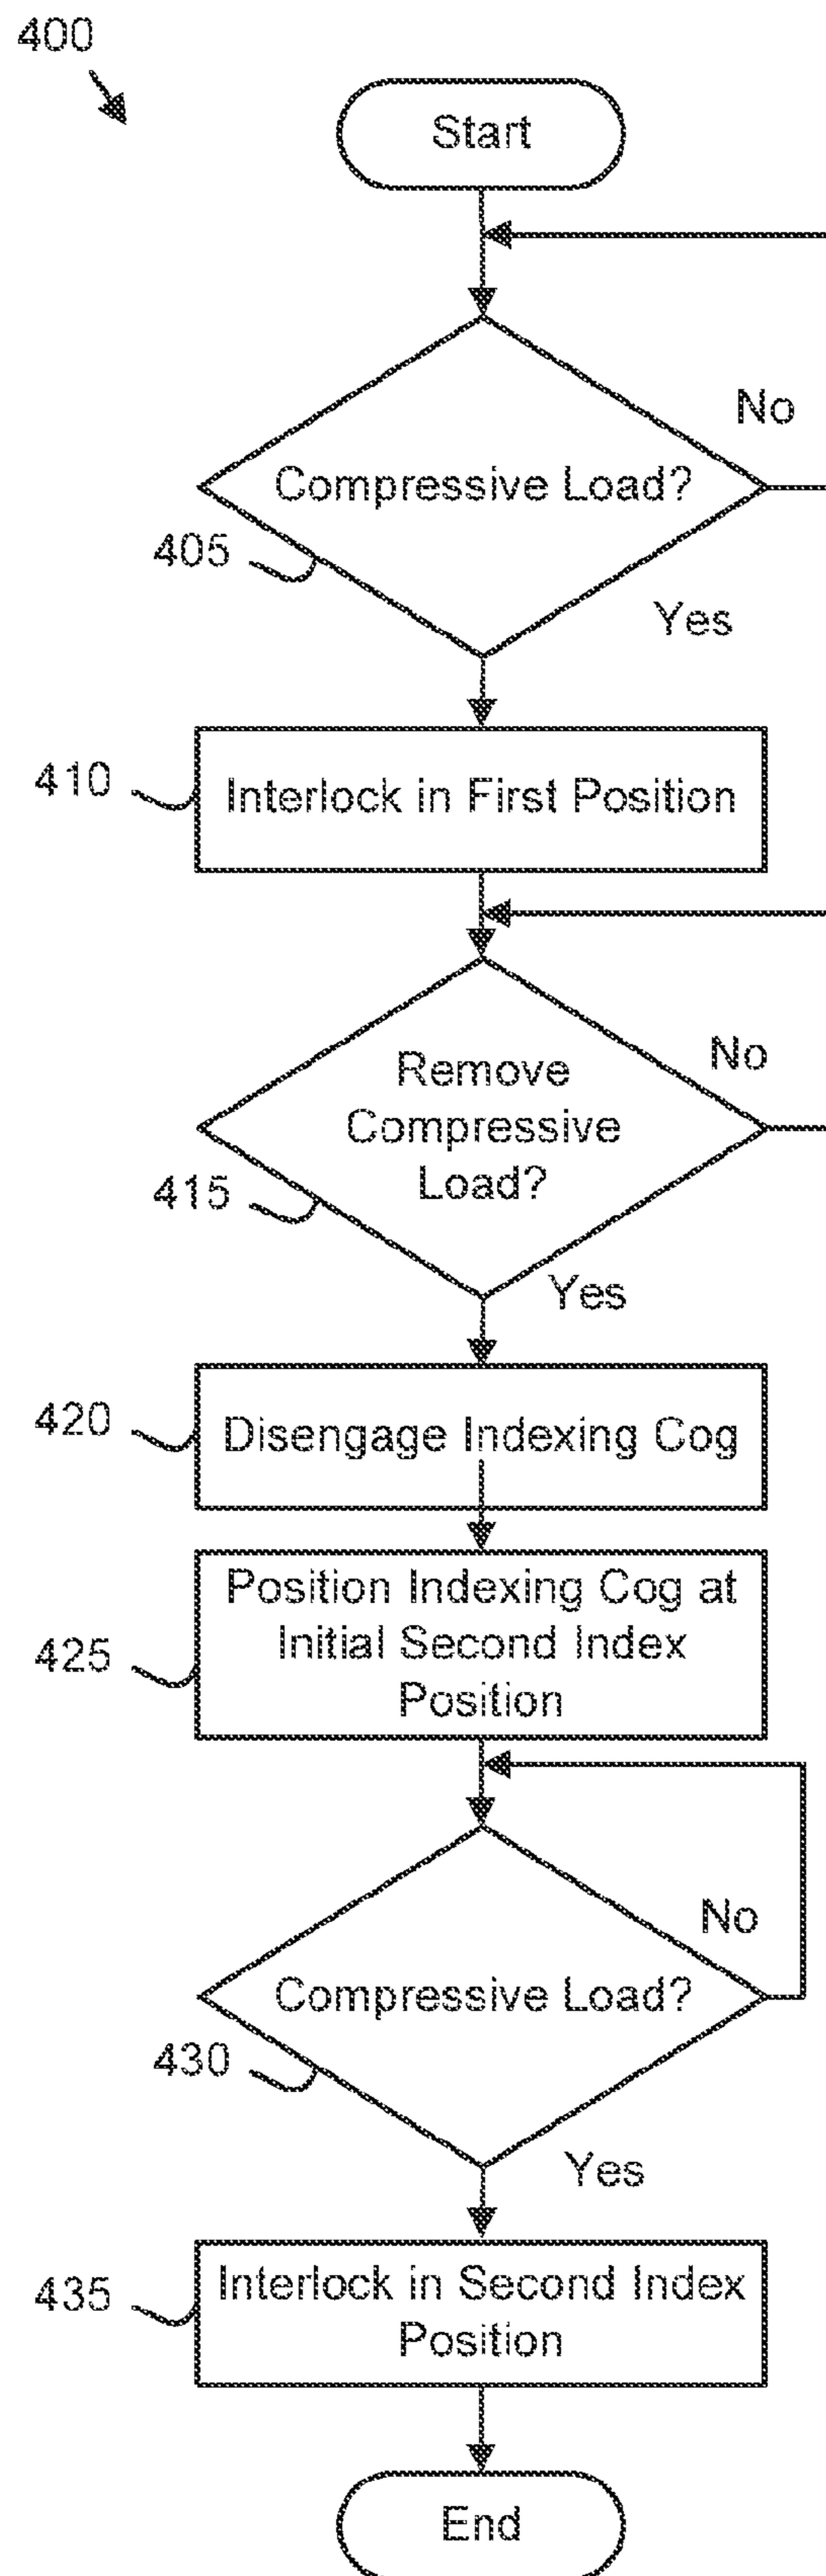 400
Start
No
Compressive Load?
405
Yes
410
Interlock in First Position
No
Remove
Compressive
Load?
415
Yes
420
Disengage Indexing Cog
Position Indexing Cog at
Initial Second Index
Position
425
No
Compressive Load?
430
Yes
435
Interlock in Second Index
Position
End